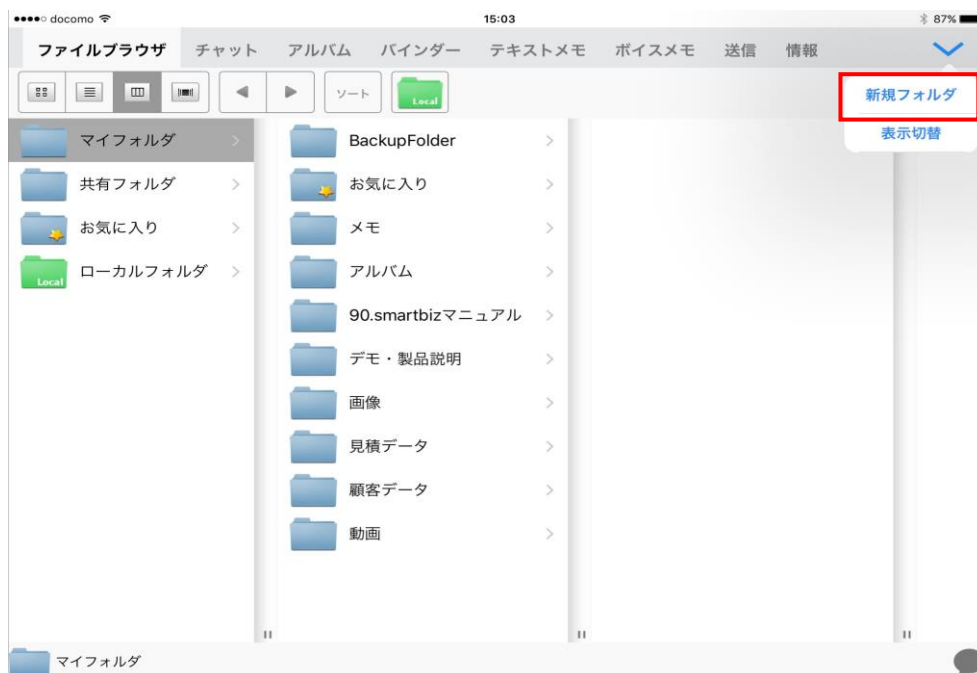 docomo
15:03
87%
ファイルブラウザ チャット アルバム バインダー テキストメモ ボイスメモ 送信 情報
ソート
Local
新規フォルダ
表示切替
マイフォルダ
共有フォルダ
お気に入り
Local
ローカルフォルダ
BackupFolder
お気に入り
メモ
アルバム
90.smartbizマニュアル
デモ・製品説明
画像
見積データ
顧客データ
動画
マイフォルダ